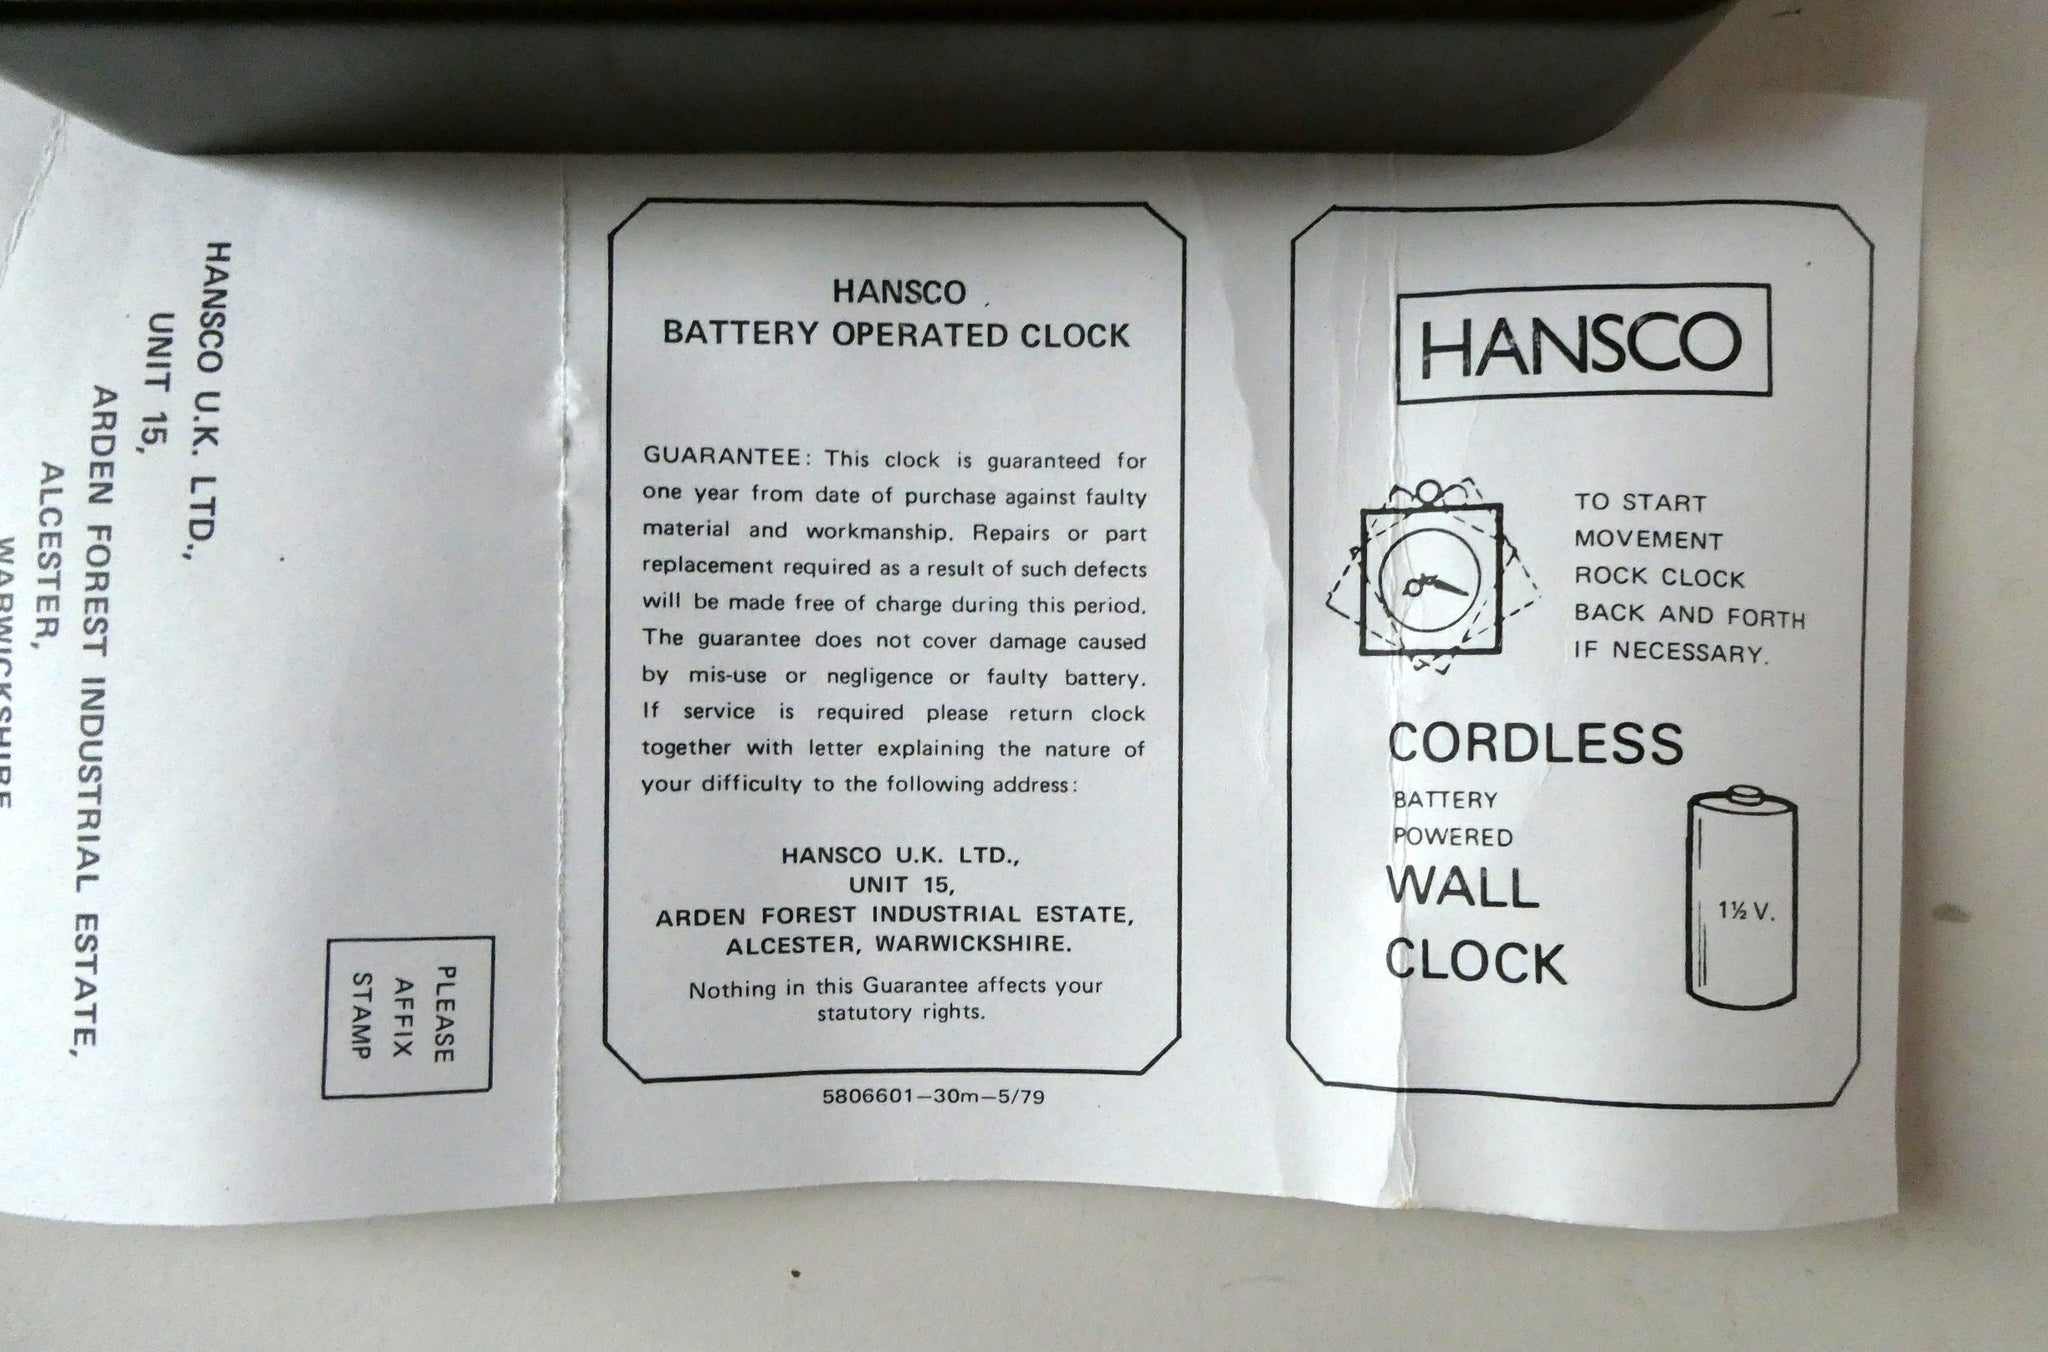 HANSCO U.K. LTD.,
UNIT 15,
ARDEN FOREST INDUSTRIAL ESTATE,
ALCESTER,
WARWICKSHIRE
PLEASE
AFFIX
STAMP
HANSCO
BATTERY OPERATED CLOCK
GUARANTEE: This clock is guaranteed for
one year from date of purchase against faulty
material and workmanship. Repairs or part
replacement required as a result of such defects
will be made free of charge during this period.
The guarantee does not cover damage caused
by mis-use or negligence or faulty battery.
If service is required please return clock
together with letter explaining the nature of
your difficulty to the following address:
HANSCO U.K. LTD.,
UNIT 15,
ARDEN FOREST INDUSTRIAL ESTATE,
ALCESTER, WARWICKSHIRE.
Nothing in this Guarantee affects your
statutory rights.
5806601—30m—5/79
HANSCO
TO START
MOVEMENT
ROCK CLOCK
BACK AND FORTH
IF NECESSARY.
CORDLESS
BATTERY
POWERED
WALL
CLOCK
1½ V.